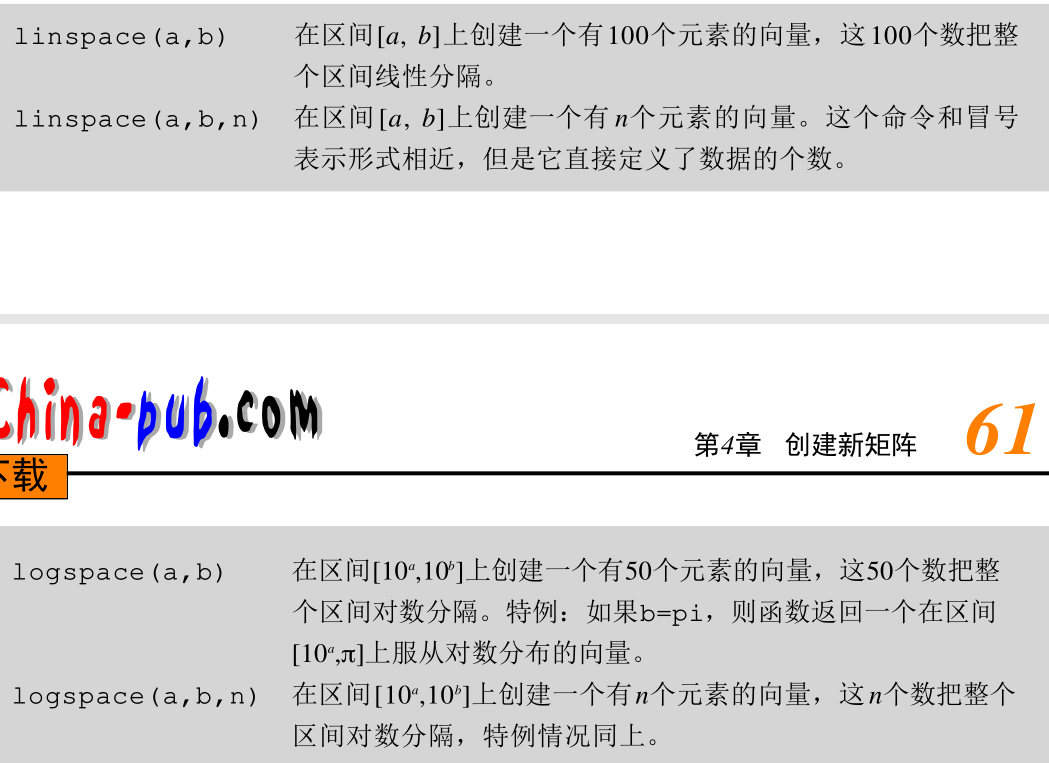 linspace(a,b) 在区间[a, b]上创建一个有100个元素的向量，这100个数把整
个区间线性分隔。
linspace(a,b,n) 在区间[a, b]上创建一个有n个元素的向量。这个命令和冒号
表示形式相近，但是它直接定义了数据的个数。
China-pub.com
下载
第4章 创建新矩阵 61
logspace(a,b) 在区间[10ᵃ,10ᵇ]上创建一个有50个元素的向量，这50个数把整
个区间对数分隔。特例：如果b=pi，则函数返回一个在区间
[10ᵃ,π]上服从对数分布的向量。
logspace(a,b,n) 在区间[10ᵃ,10ᵇ]上创建一个有n个元素的向量，这n个数把整个
区间对数分隔，特例情况同上。